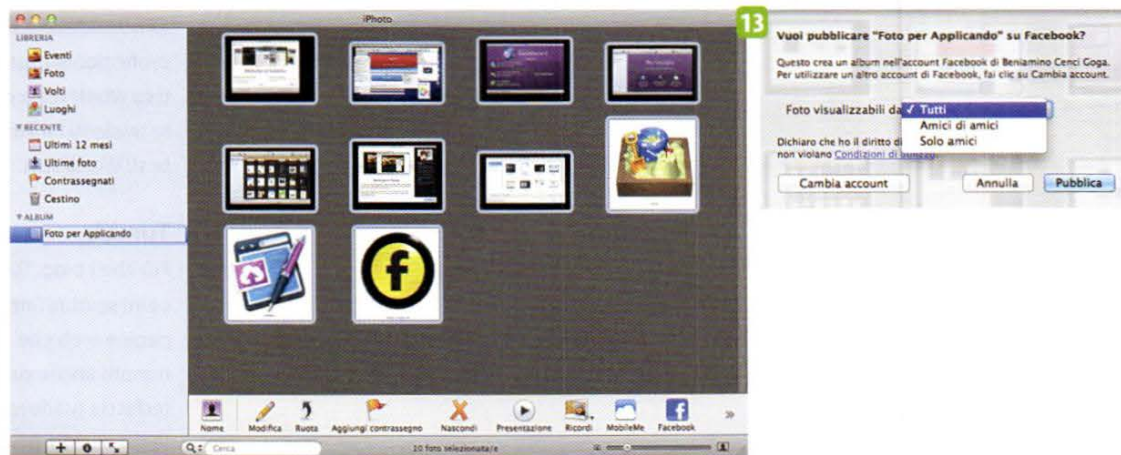 iPhoto
LIBRERIA
Eventi
Foto
Volti
Luoghi
RECENTE
Ultimi 12 mesi
Ultime foto
Contrassegnati
Cestino
ALBUM
Foto per Applicando
f
Nome Modifica Ruota Aggiungi contrassegno Nascondi Presentazione Ricordi MobileMe Facebook »
Cerca 10 foto selezionata/e
13
Vuoi pubblicare "Foto per Applicando" su Facebook?
Questo crea un album nell'account Facebook di Beniamino Cenci Goga.
Per utilizzare un altro account di Facebook, fai clic su Cambia account.
Foto visualizzabili da ✓ Tutti
Amici di amici
Solo amici
Dichiaro che ho il diritto di
non violano Condizioni di
Cambia account Annulla Pubblica